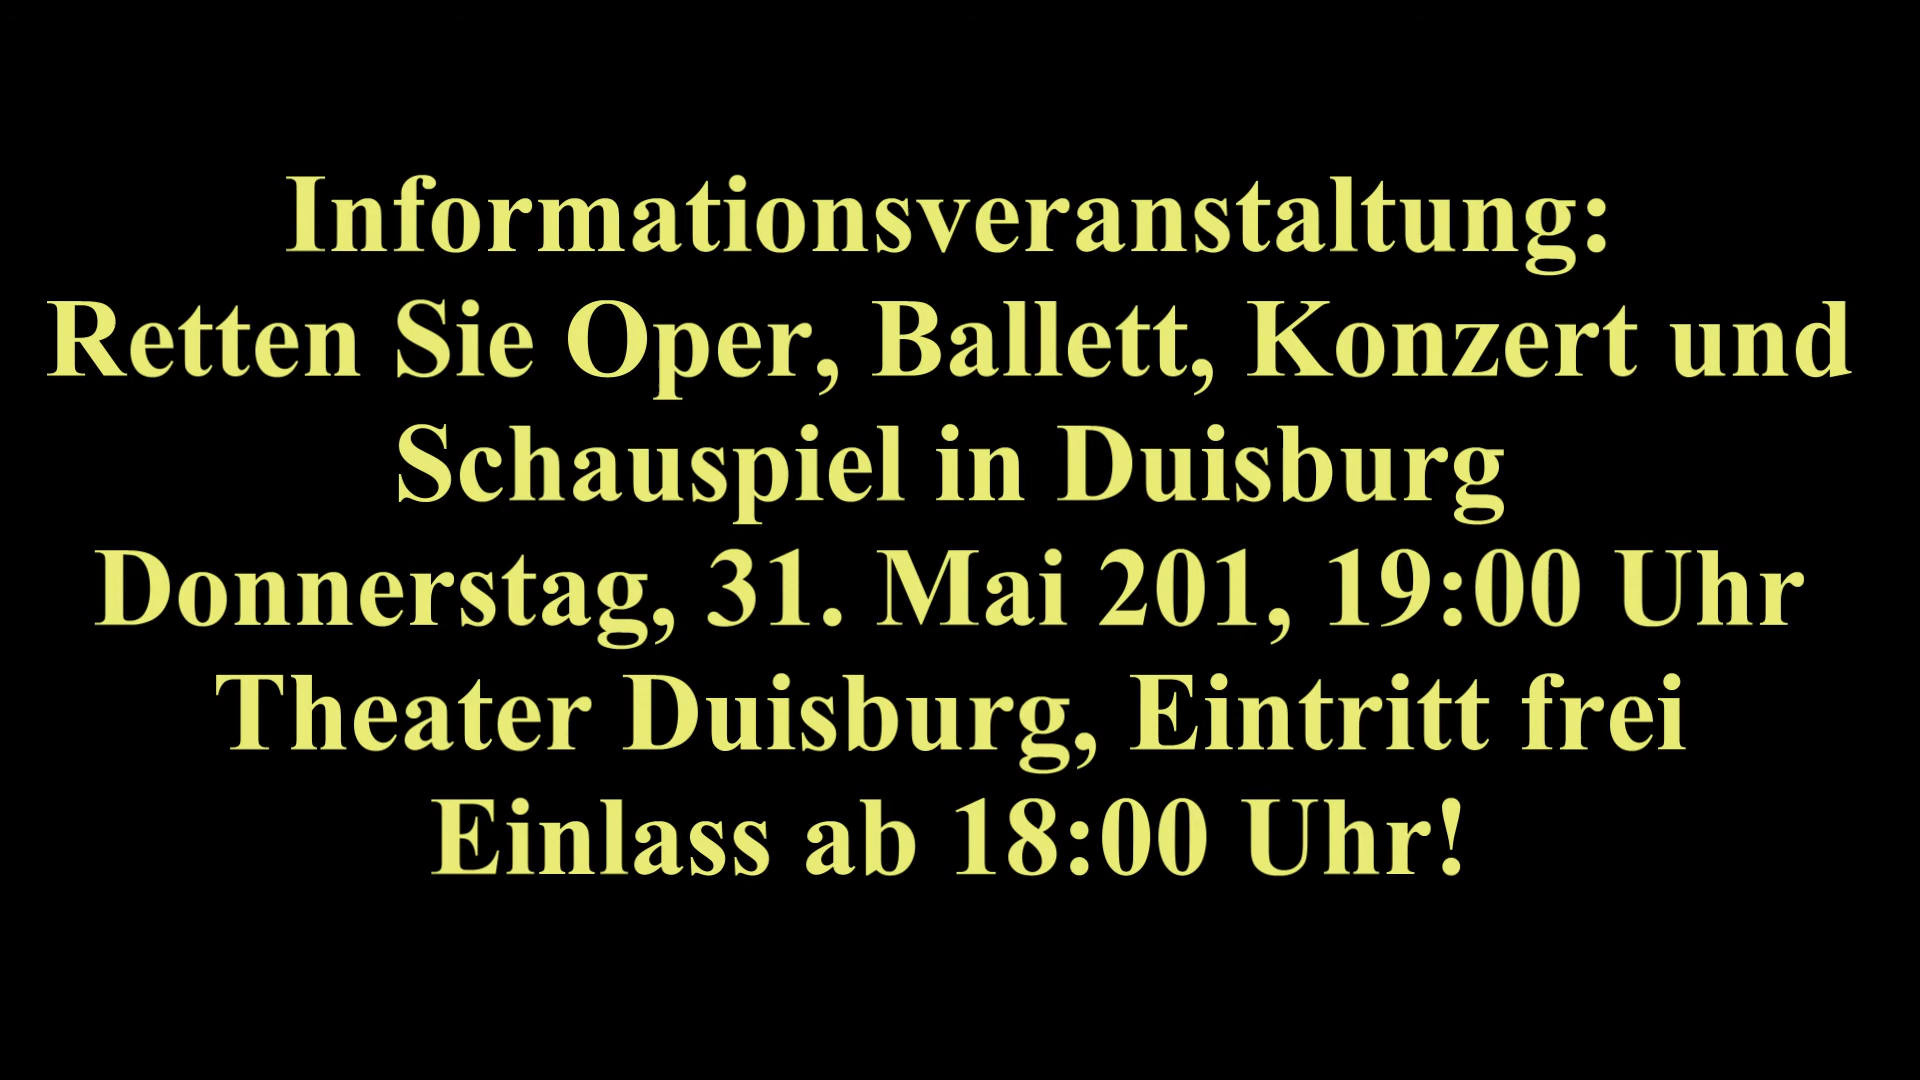 Informationsveranstaltung:
Retten Sie Oper, Ballett, Konzert und
Schauspiel in Duisburg
Donnerstag, 31. Mai 201, 19:00 Uhr
Theater Duisburg, Eintritt frei
Einlass ab 18:00 Uhr!